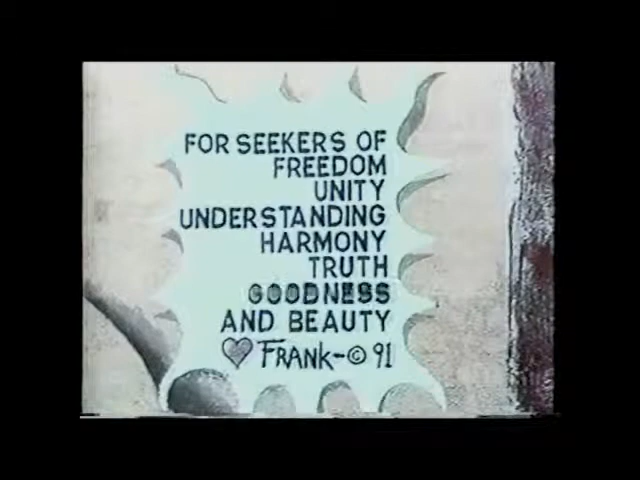 FOR SEEKERS OF
FREEDOM
UNITY
UNDERSTANDING
HARMONY
TRUTH
GOODNESS
AND BEAUTY
♥ FRANK-© 91